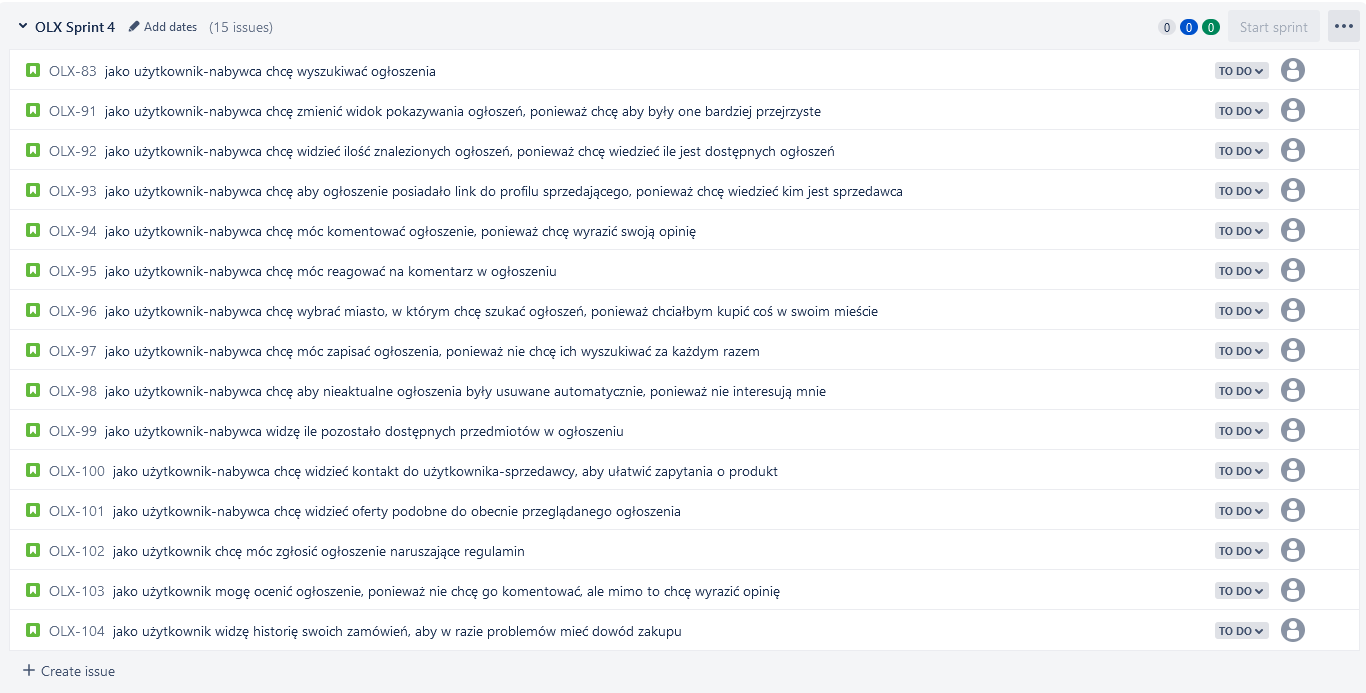 OLX Sprint 4 Add dates (15 issues) 0 0 0 Start sprint
OLX-83 jako użytkownik-nabywca chcę wyszukiwać ogłoszenia TO DO
OLX-91 jako użytkownik-nabywca chcę zmienić widok pokazywania ogłoszeń, ponieważ chcę aby były one bardziej przejrzyste TO DO
OLX-92 jako użytkownik-nabywca chcę widzieć ilość znalezionych ogłoszeń, ponieważ chcę wiedzieć ile jest dostępnych ogłoszeń TO DO
OLX-93 jako użytkownik-nabywca chcę aby ogłoszenie posiadało link do profilu sprzedającego, ponieważ chcę wiedzieć kim jest sprzedawca TO DO
OLX-94 jako użytkownik-nabywca chcę móc komentować ogłoszenie, ponieważ chcę wyrazić swoją opinię TO DO
OLX-95 jako użytkownik-nabywca chcę móc reagować na komentarz w ogłoszeniu TO DO
OLX-96 jako użytkownik-nabywca chcę wybrać miasto, w którym chcę szukać ogłoszeń, ponieważ chciałbym kupić coś w swoim mieście TO DO
OLX-97 jako użytkownik-nabywca chcę móc zapisać ogłoszenia, ponieważ nie chcę ich wyszukiwać za każdym razem TO DO
OLX-98 jako użytkownik-nabywca chcę aby nieaktualne ogłoszenia były usuwane automatycznie, ponieważ nie interesują mnie TO DO
OLX-99 jako użytkownik-nabywca widzę ile pozostało dostępnych przedmiotów w ogłoszeniu TO DO
OLX-100 jako użytkownik-nabywca chcę widzieć kontakt do użytkownika-sprzedawcy, aby ułatwić zapytania o produkt TO DO
OLX-101 jako użytkownik-nabywca chcę widzieć oferty podobne do obecnie przeglądanego ogłoszenia TO DO
OLX-102 jako użytkownik chcę móc zgłosić ogłoszenie naruszające regulamin TO DO
OLX-103 jako użytkownik mogę ocenić ogłoszenie, ponieważ nie chcę go komentować, ale mimo to chcę wyrazić opinię TO DO
OLX-104 jako użytkownik widzę historię swoich zamówień, aby w razie problemów mieć dowód zakupu TO DO
+ Create issue